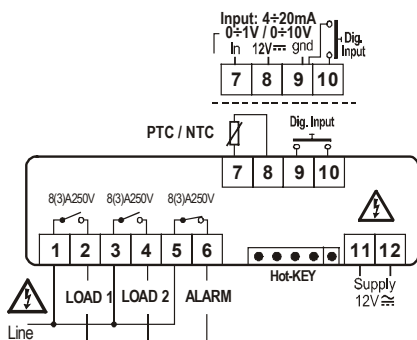 Input: 4÷20mA
0÷1V / 0÷10V
In 12V⎓ gnd
Dig. Input
7 8 9 10
PTC / NTC
Dig. Input
7 8 9 10
8(3)A250V 8(3)A250V 8(3)A250V
1 2 3 4 5 6
Hot-KEY
11 12
LOAD 1 LOAD 2 ALARM
Supply
12V≂
Line